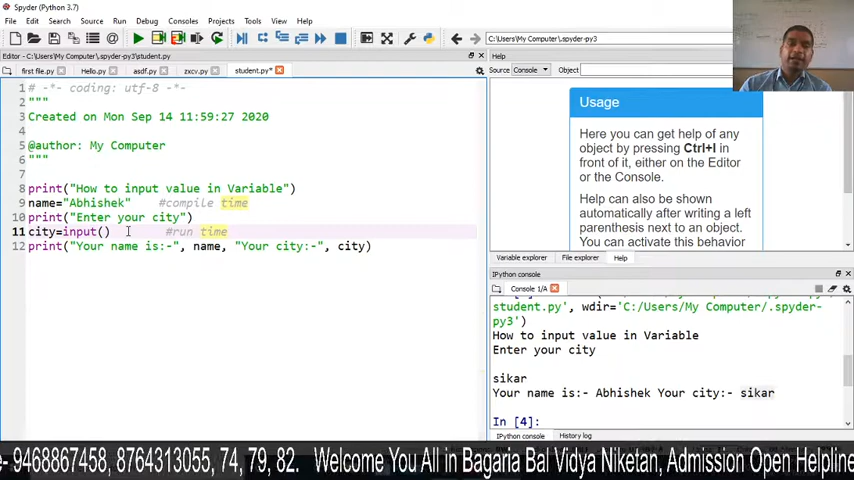 Spyder (Python 3.7)
File Edit Search Source Run Debug Consoles Projects Tools View Help
C:\Users\My Computer\.spyder-py3
Editor - C:\Users\My Computer\.spyder-py3\student.py
first file.py Hello.py asdf.py zxcv.py student.py*
1 # -*- coding: utf-8 -*-
2 """
3 Created on Mon Sep 14 11:59:27 2020
4
5 @author: My Computer
6 """
7
8 print("How to input value in Variable")
9 name="Abhishek" #compile time
10 print("Enter your city")
11 city=input() #run time
12 print("Your name is:-", name, "Your city:-", city)
Help
Source Console Object
Usage
Here you can get help of any
object by pressing Ctrl+I in
front of it, either on the Editor
or the Console.
Help can also be shown
automatically after writing a left
parenthesis next to an object.
You can activate this behavior
Variable explorer File explorer Help
IPython console
Console 1/A
student.py', wdir='C:/Users/My Computer/.spyder-
py3')
How to input value in Variable
Enter your city
sikar
Your name is:- Abhishek Your city:- sikar
In [4]:
IPython console History log
e- 9468867458, 8764313055, 74, 79, 82. Welcome You All in Bagaria Bal Vidya Niketan, Admission Open Helpline